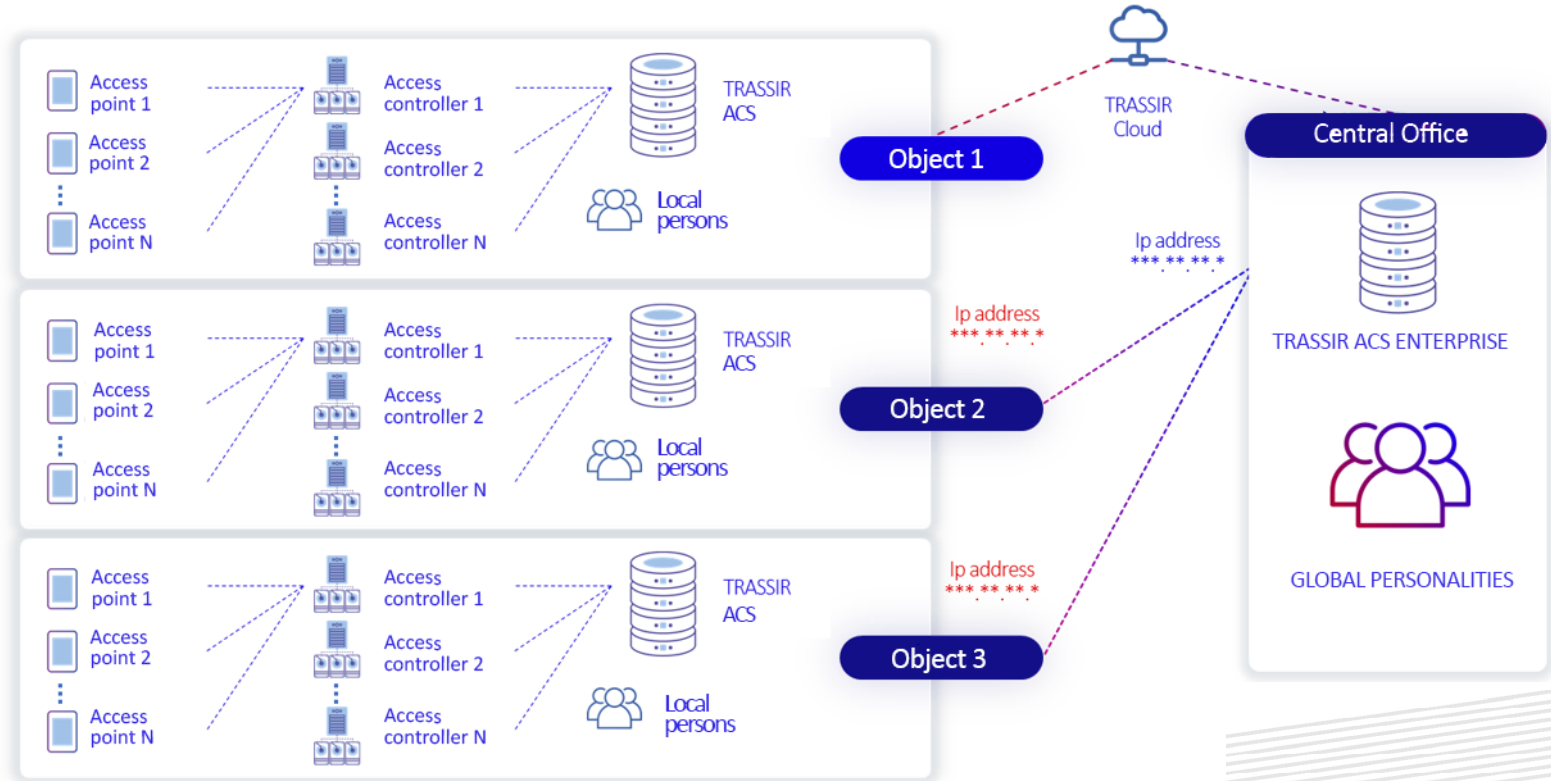 Access
point 1
Access
point 2
Access
point N
Access
controller 1
Access
controller 2
Access
controller N
TRASSIR
ACS
Local
persons
Object 1
TRASSIR
Cloud
Central Office
Ip address
***.**.**.*
TRASSIR ACS ENTERPRISE
GLOBAL PERSONALITIES
Access
point 1
Access
point 2
Access
point N
Access
controller 1
Access
controller 2
Access
controller N
TRASSIR
ACS
Local
persons
Ip address
***.**.**.*
Object 2
Access
point 1
Access
point 2
Access
point N
Access
controller 1
Access
controller 2
Access
controller N
TRASSIR
ACS
Local
persons
Ip address
***.**.**.*
Object 3